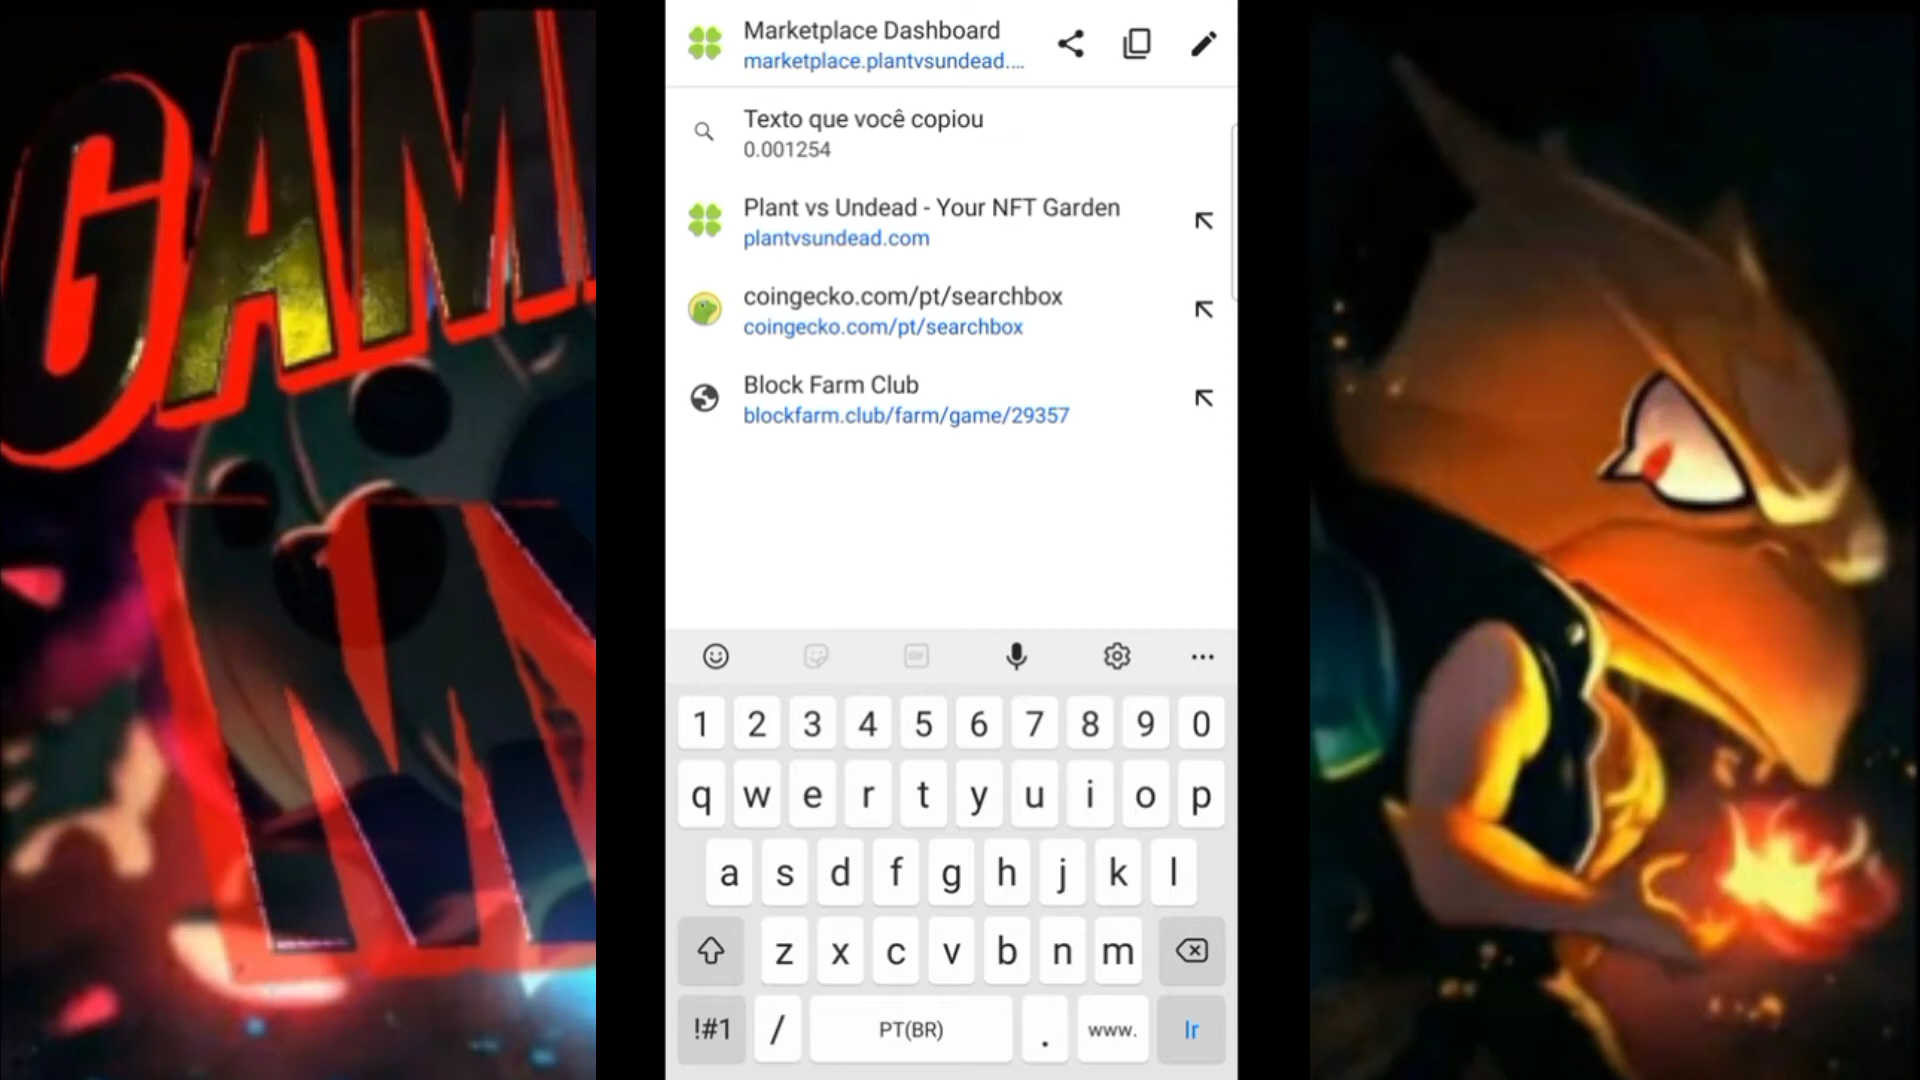 GAM
Marketplace Dashboard
marketplace.plantvsundead....
Texto que você copiou
0.001254
Plant vs Undead - Your NFT Garden
plantvsundead.com
coingecko.com/pt/searchbox
coingecko.com/pt/searchbox
Block Farm Club
blockfarm.club/farm/game/29357
GIF
1 2 3 4 5 6 7 8 9 0
q w e r t y u i o p
a s d f g h j k l
z x c v b n m
!#1 / PT(BR) . www. Ir